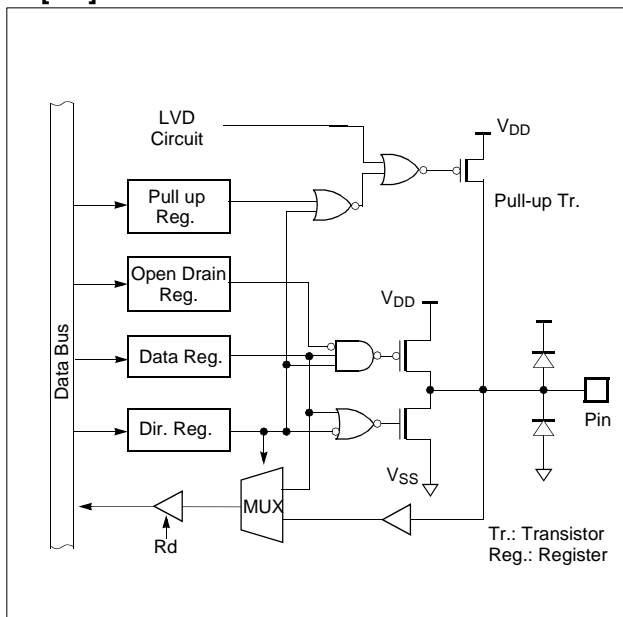 LVD
Circuit
VDD
Pull up
Reg.
Pull-up Tr.
Open Drain
Reg.
VDD
Data Bus
Data Reg.
Dir. Reg.
Pin
VSS
MUX
Rd
Tr.: Transistor
Reg.: Register